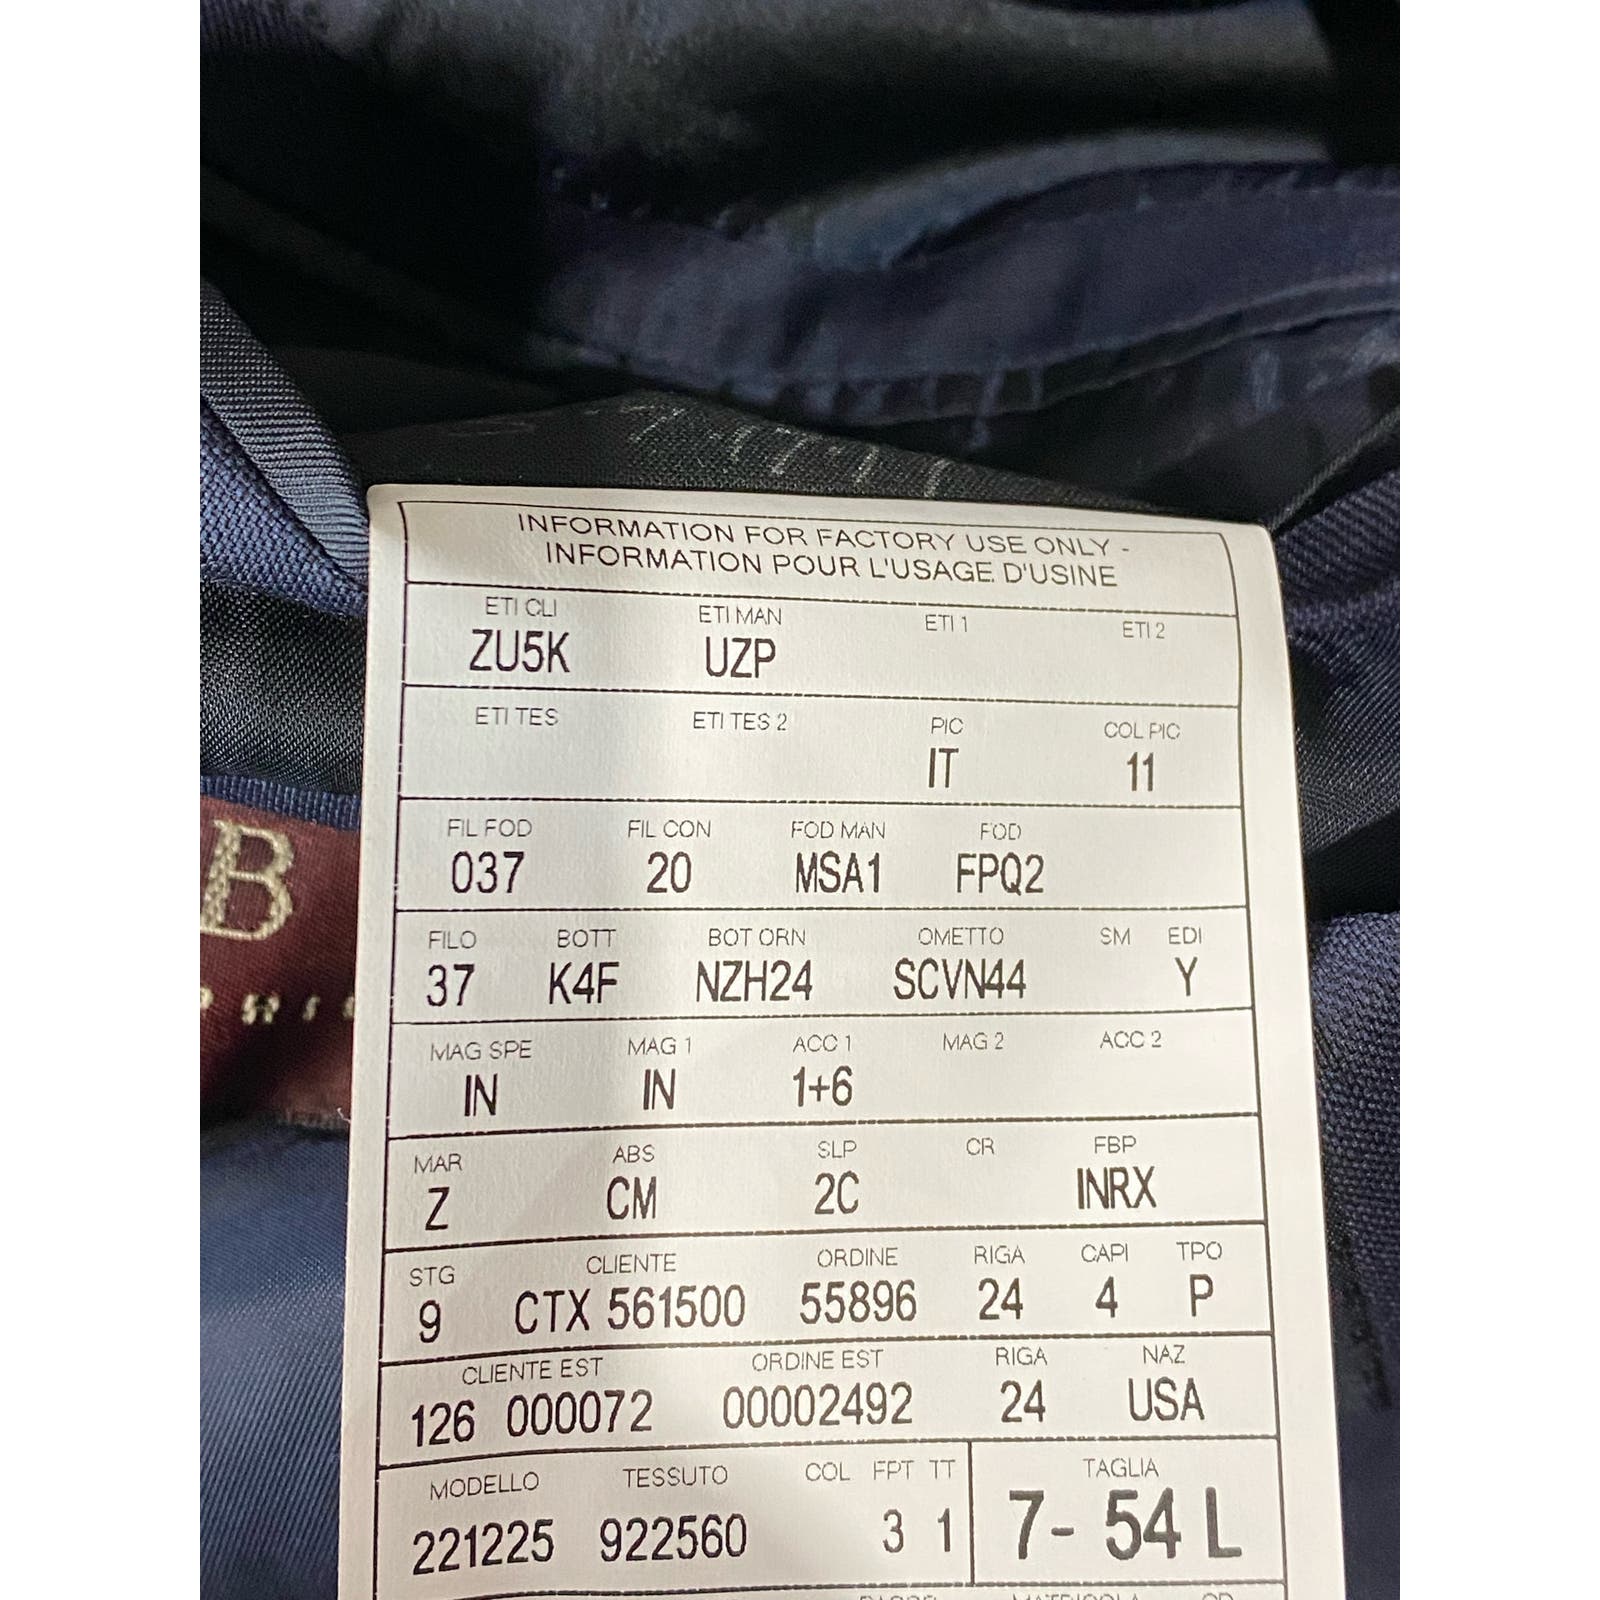 INFORMATION FOR FACTORY USE ONLY -
INFORMATION POUR L'USAGE D'USINE
ETI CLI ETI MAN ETI 1 ETI 2
ZU5K UZP
ETI TES ETI TES 2 PIC COL PIC
IT 11
FIL FOD FIL CON FOD MAN FOD
037 20 MSA1 FPQ2
FILO BOTT BOT ORN OMETTO SM EDI
37 K4F NZH24 SCVN44 Y
MAG SPE MAG 1 ACC 1 MAG 2 ACC 2
IN IN 1+6
MAR ABS SLP CR FBP
Z CM 2C INRX
STG CLIENTE ORDINE RIGA CAPI TPO
9 CTX 561500 55896 24 4 P
CLIENTE EST ORDINE EST RIGA NAZ
126 000072 00002492 24 USA
MODELLO TESSUTO COL FPT TT TAGLIA
221225 922560 3 1 7- 54 L
B